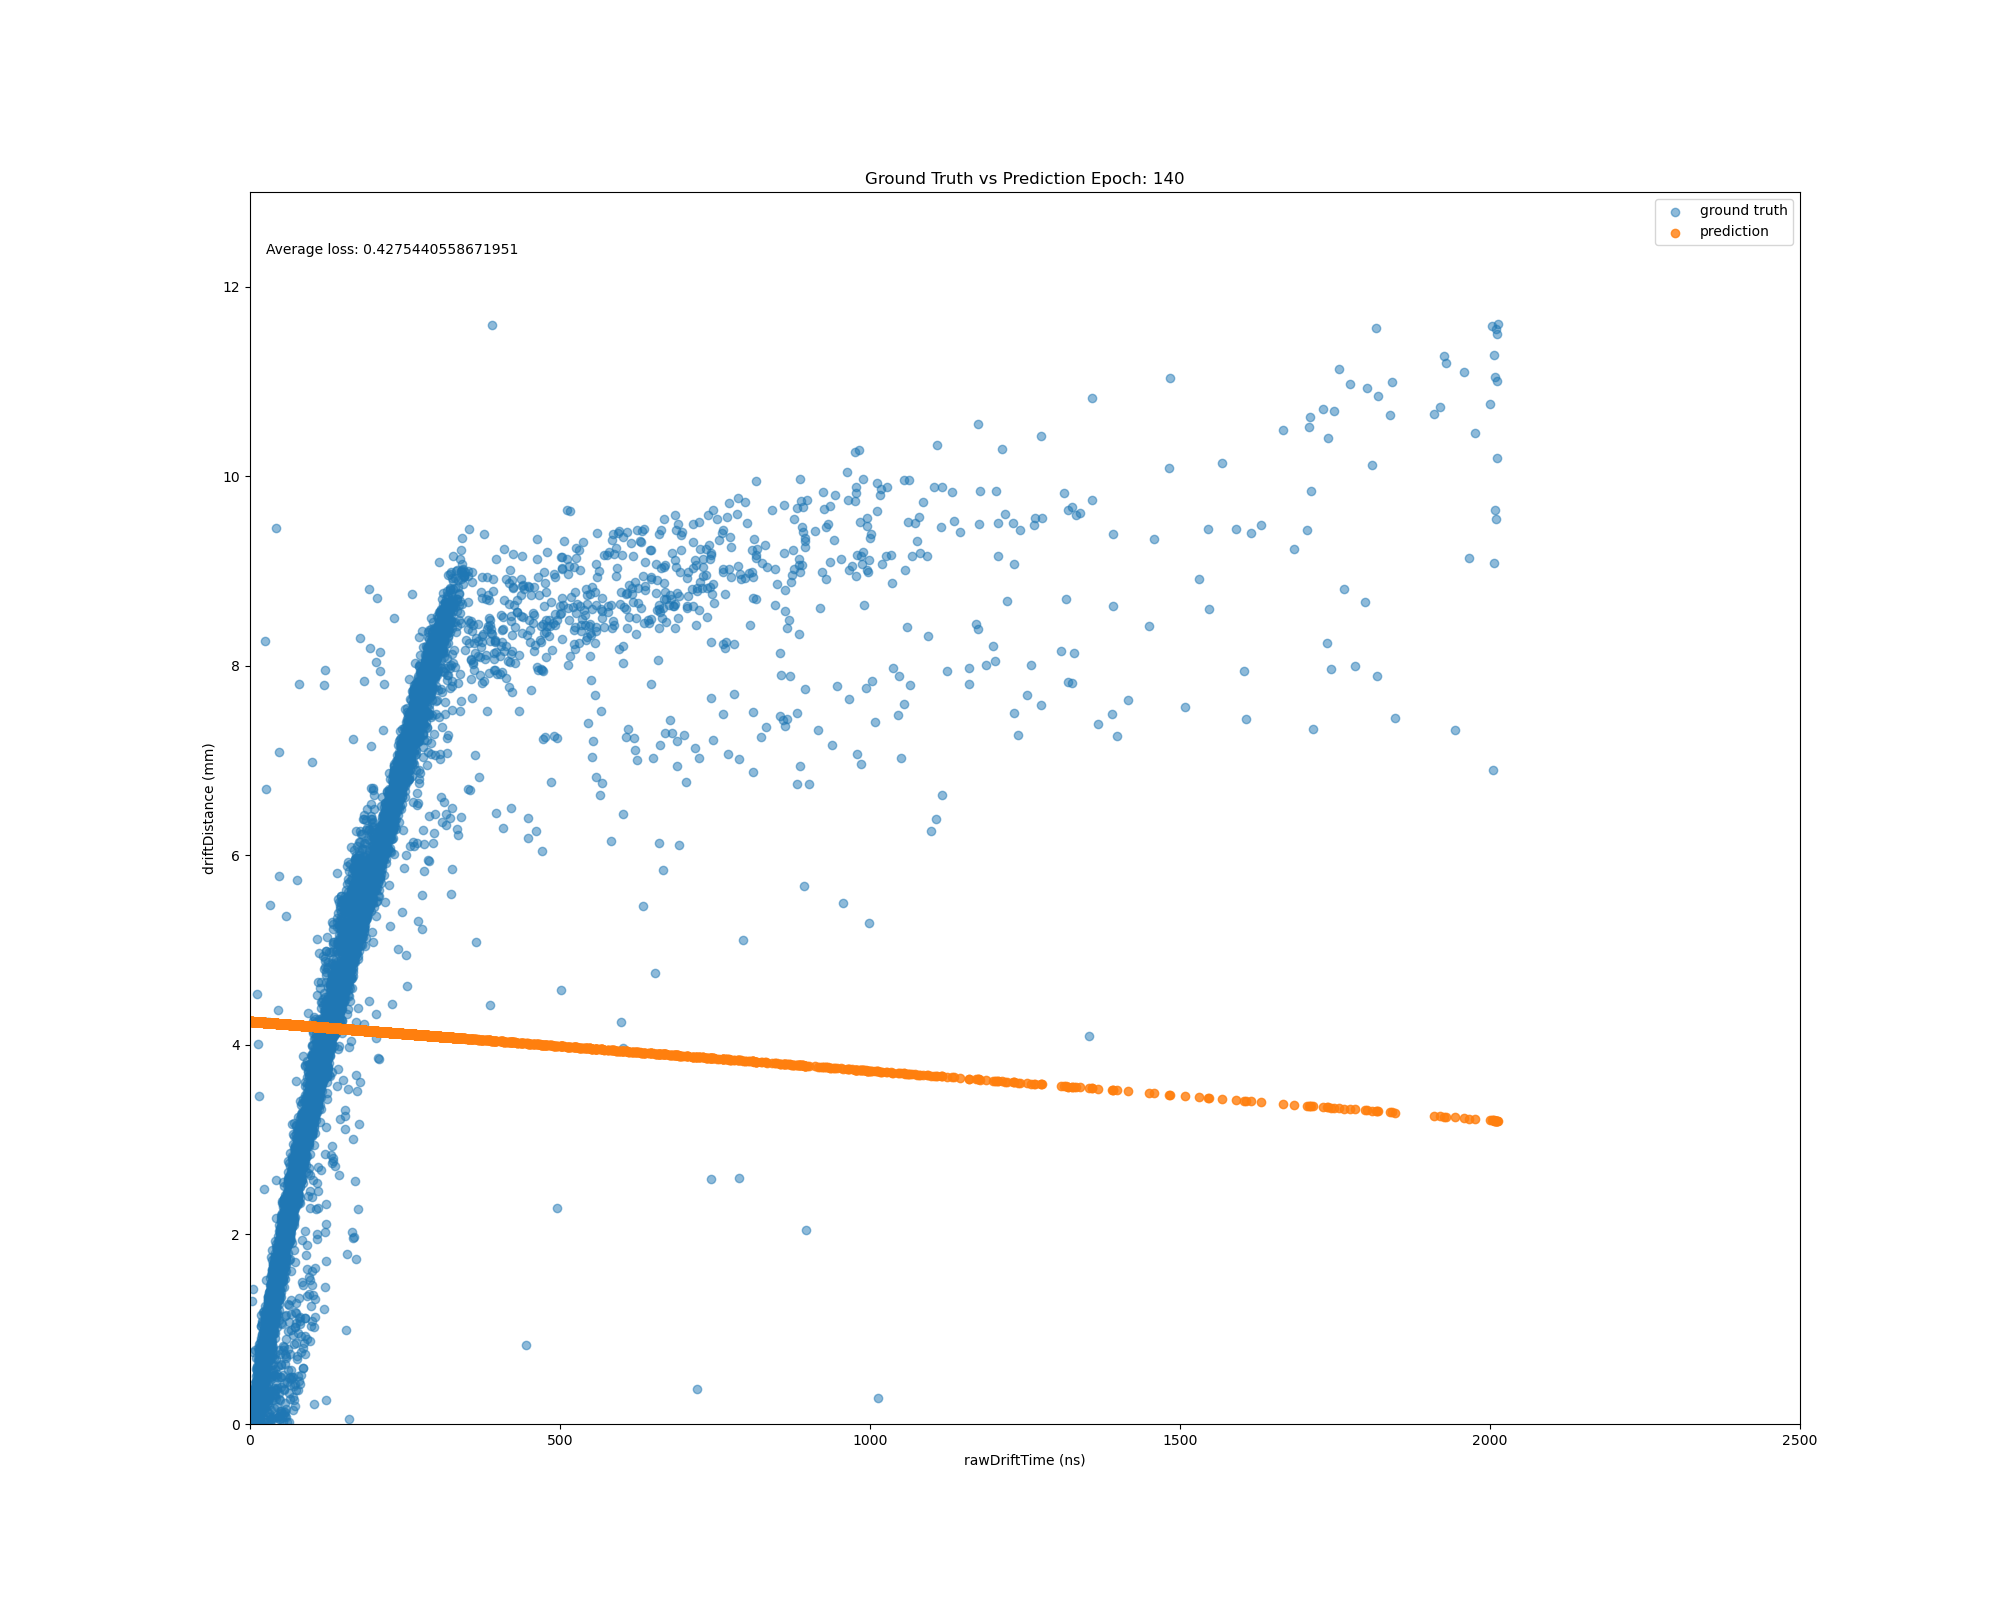 Ground Truth vs Prediction Epoch: 140
ground truth
prediction
Average loss: 0.4275440558671951
driftDistance (mm)
12
10
8
6
4
2
0
0 500 1000 1500 2000 2500
rawDriftTime (ns)